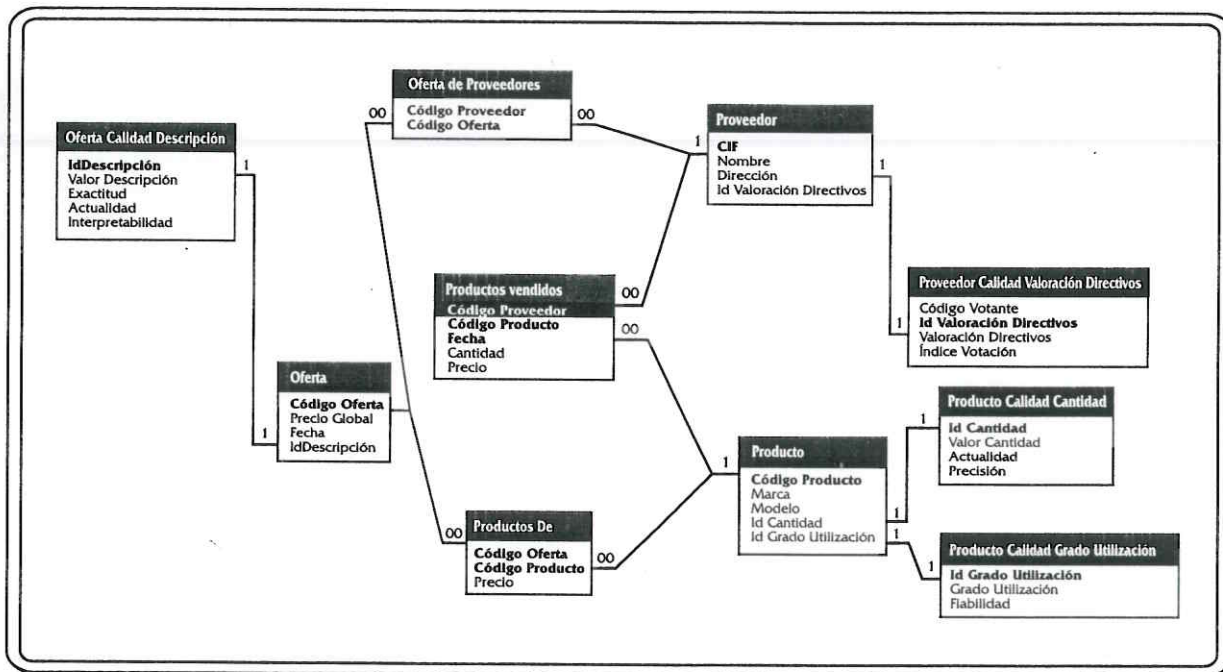 Oferta de Proveedores
Código Proveedor
Código Oferta
00
00
Proveedor
CIF
Nombre
Dirección
Id Valoración Directivos
1
1
Oferta Calidad Descripción
IdDescripción
Valor Descripción
Exactitud
Actualidad
Interpretabilidad
1
Productos vendidos
Código Proveedor
Código Producto
Fecha
Cantidad
Precio
00
00
Proveedor Calidad Valoración Directivos
Código Votante
Id Valoración Directivos
Valoración Directivos
Índice Votación
1
Oferta
Código Oferta
Precio Global
Fecha
IdDescripción
1
Producto Calidad Cantidad
Id Cantidad
Valor Cantidad
Actualidad
Precisión
1
Producto
Código Producto
Marca
Modelo
Id Cantidad
Id Grado Utilización
1
1
1
Productos De
Código Oferta
Código Producto
Precio
00
00
Producto Calidad Grado Utilización
Id Grado Utilización
Grado Utilización
Fiabilidad
1